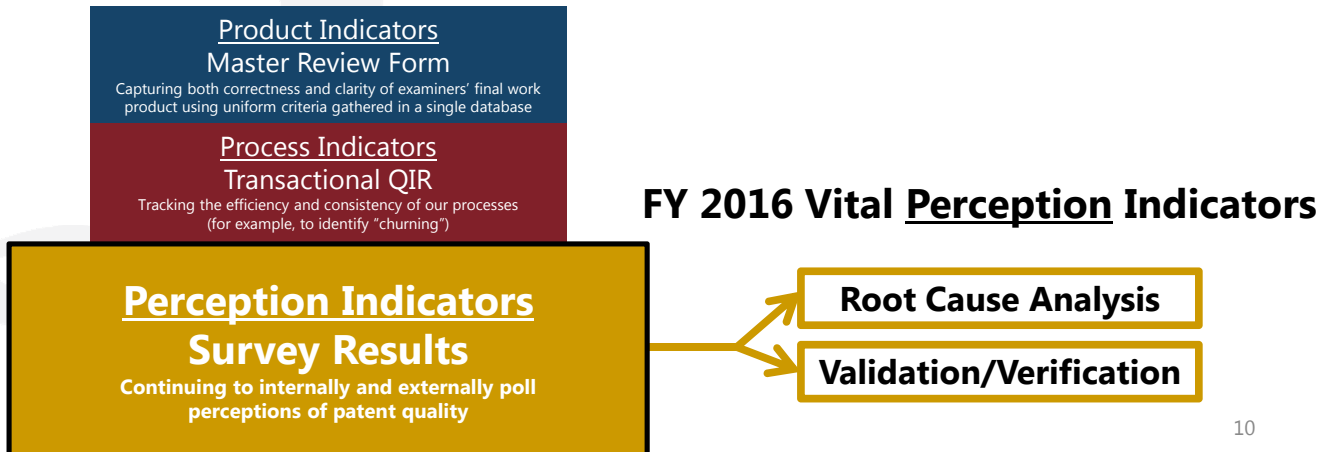 Product Indicators
Master Review Form
Capturing both correctness and clarity of examiners’ final work
product using uniform criteria gathered in a single database
Process Indicators
Transactional QIR
Tracking the efficiency and consistency of our processes
(for example, to identify “churning”)
Perception Indicators
Survey Results
Continuing to internally and externally poll
perceptions of patent quality
FY 2016 Vital Perception Indicators
Root Cause Analysis
Validation/Verification
10